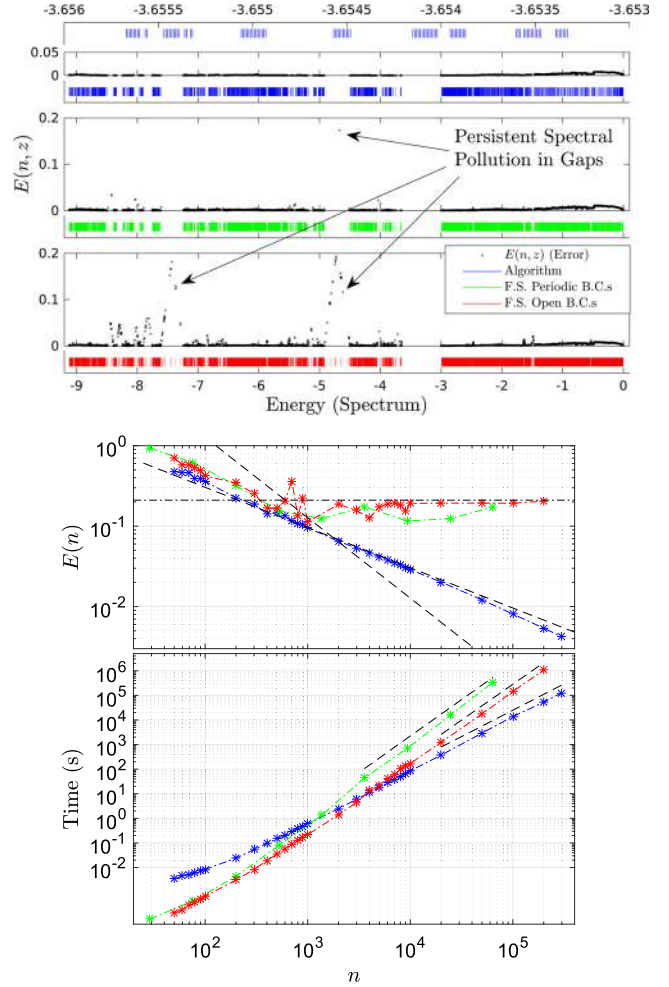 -3.656 -3.6555 -3.655 -3.6545 -3.654 -3.6535 -3.653
0.05
0
0.2
0.1
0
E(n, z)
Persistent Spectral
Pollution in Gaps
0.2
0.1
0
E(n, z) (Error)
Algorithm
F.S. Periodic B.C.s
F.S. Open B.C.s
-9 -8 -7 -6 -5 -4 -3 -2 -1 0
Energy (Spectrum)
10^0
10^-1
10^-2
E(n)
10^6
10^5
10^4
10^3
10^2
10^1
10^0
10^-1
10^-2
Time (s)
10^2 10^3 10^4 10^5
n